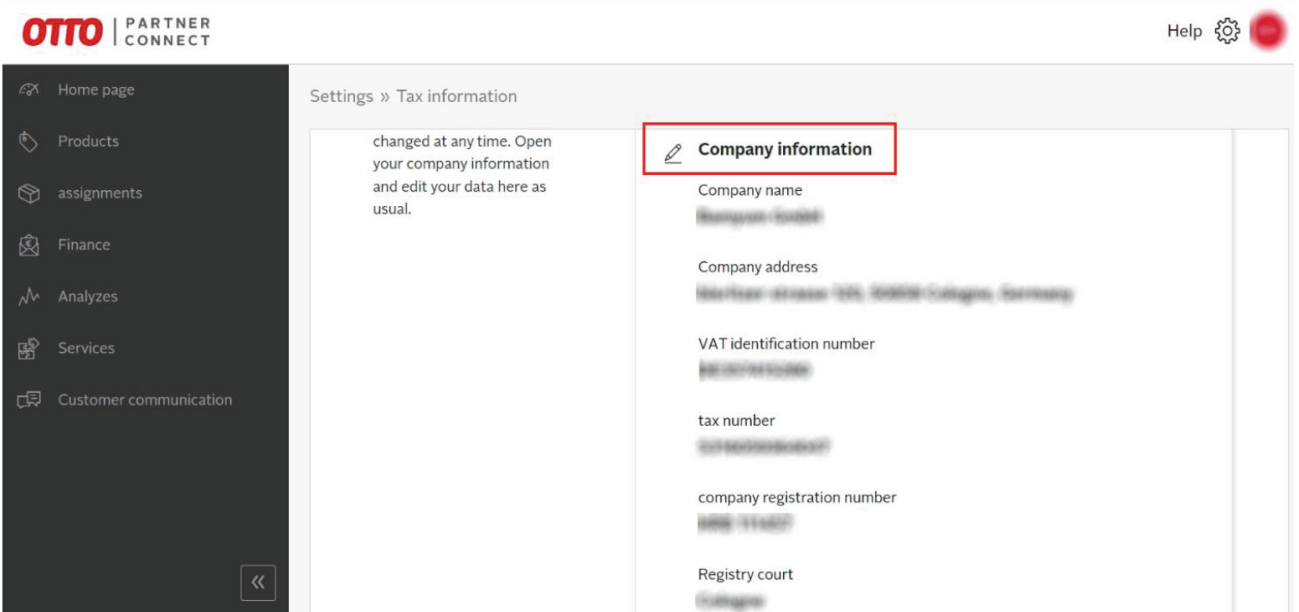 OTTO | PARTNER CONNECT
Help
Home page
Products
assignments
Finance
Analyzes
Services
Customer communication
Settings » Tax information
changed at any time. Open
your company information
and edit your data here as
usual.
Company information
Company name
Company address
VAT identification number
tax number
company registration number
Registry court